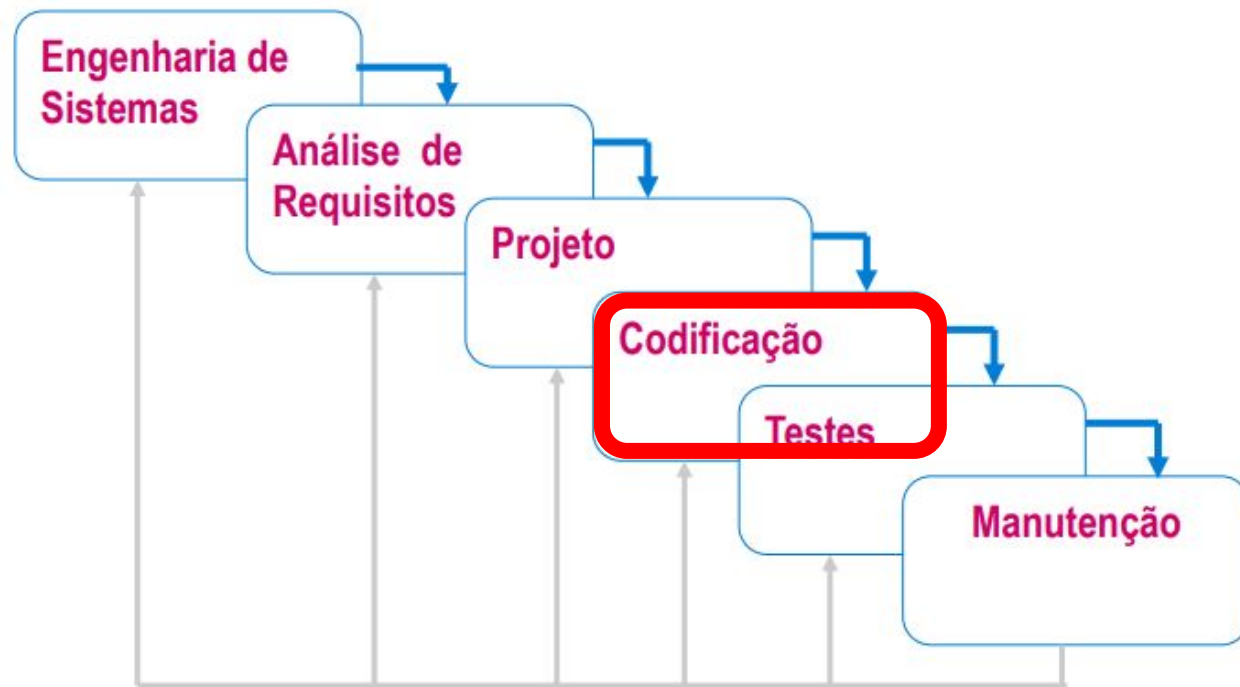 Engenharia de
Sistemas
Análise de
Requisitos
Projeto
Codificação
Testes
Manutenção